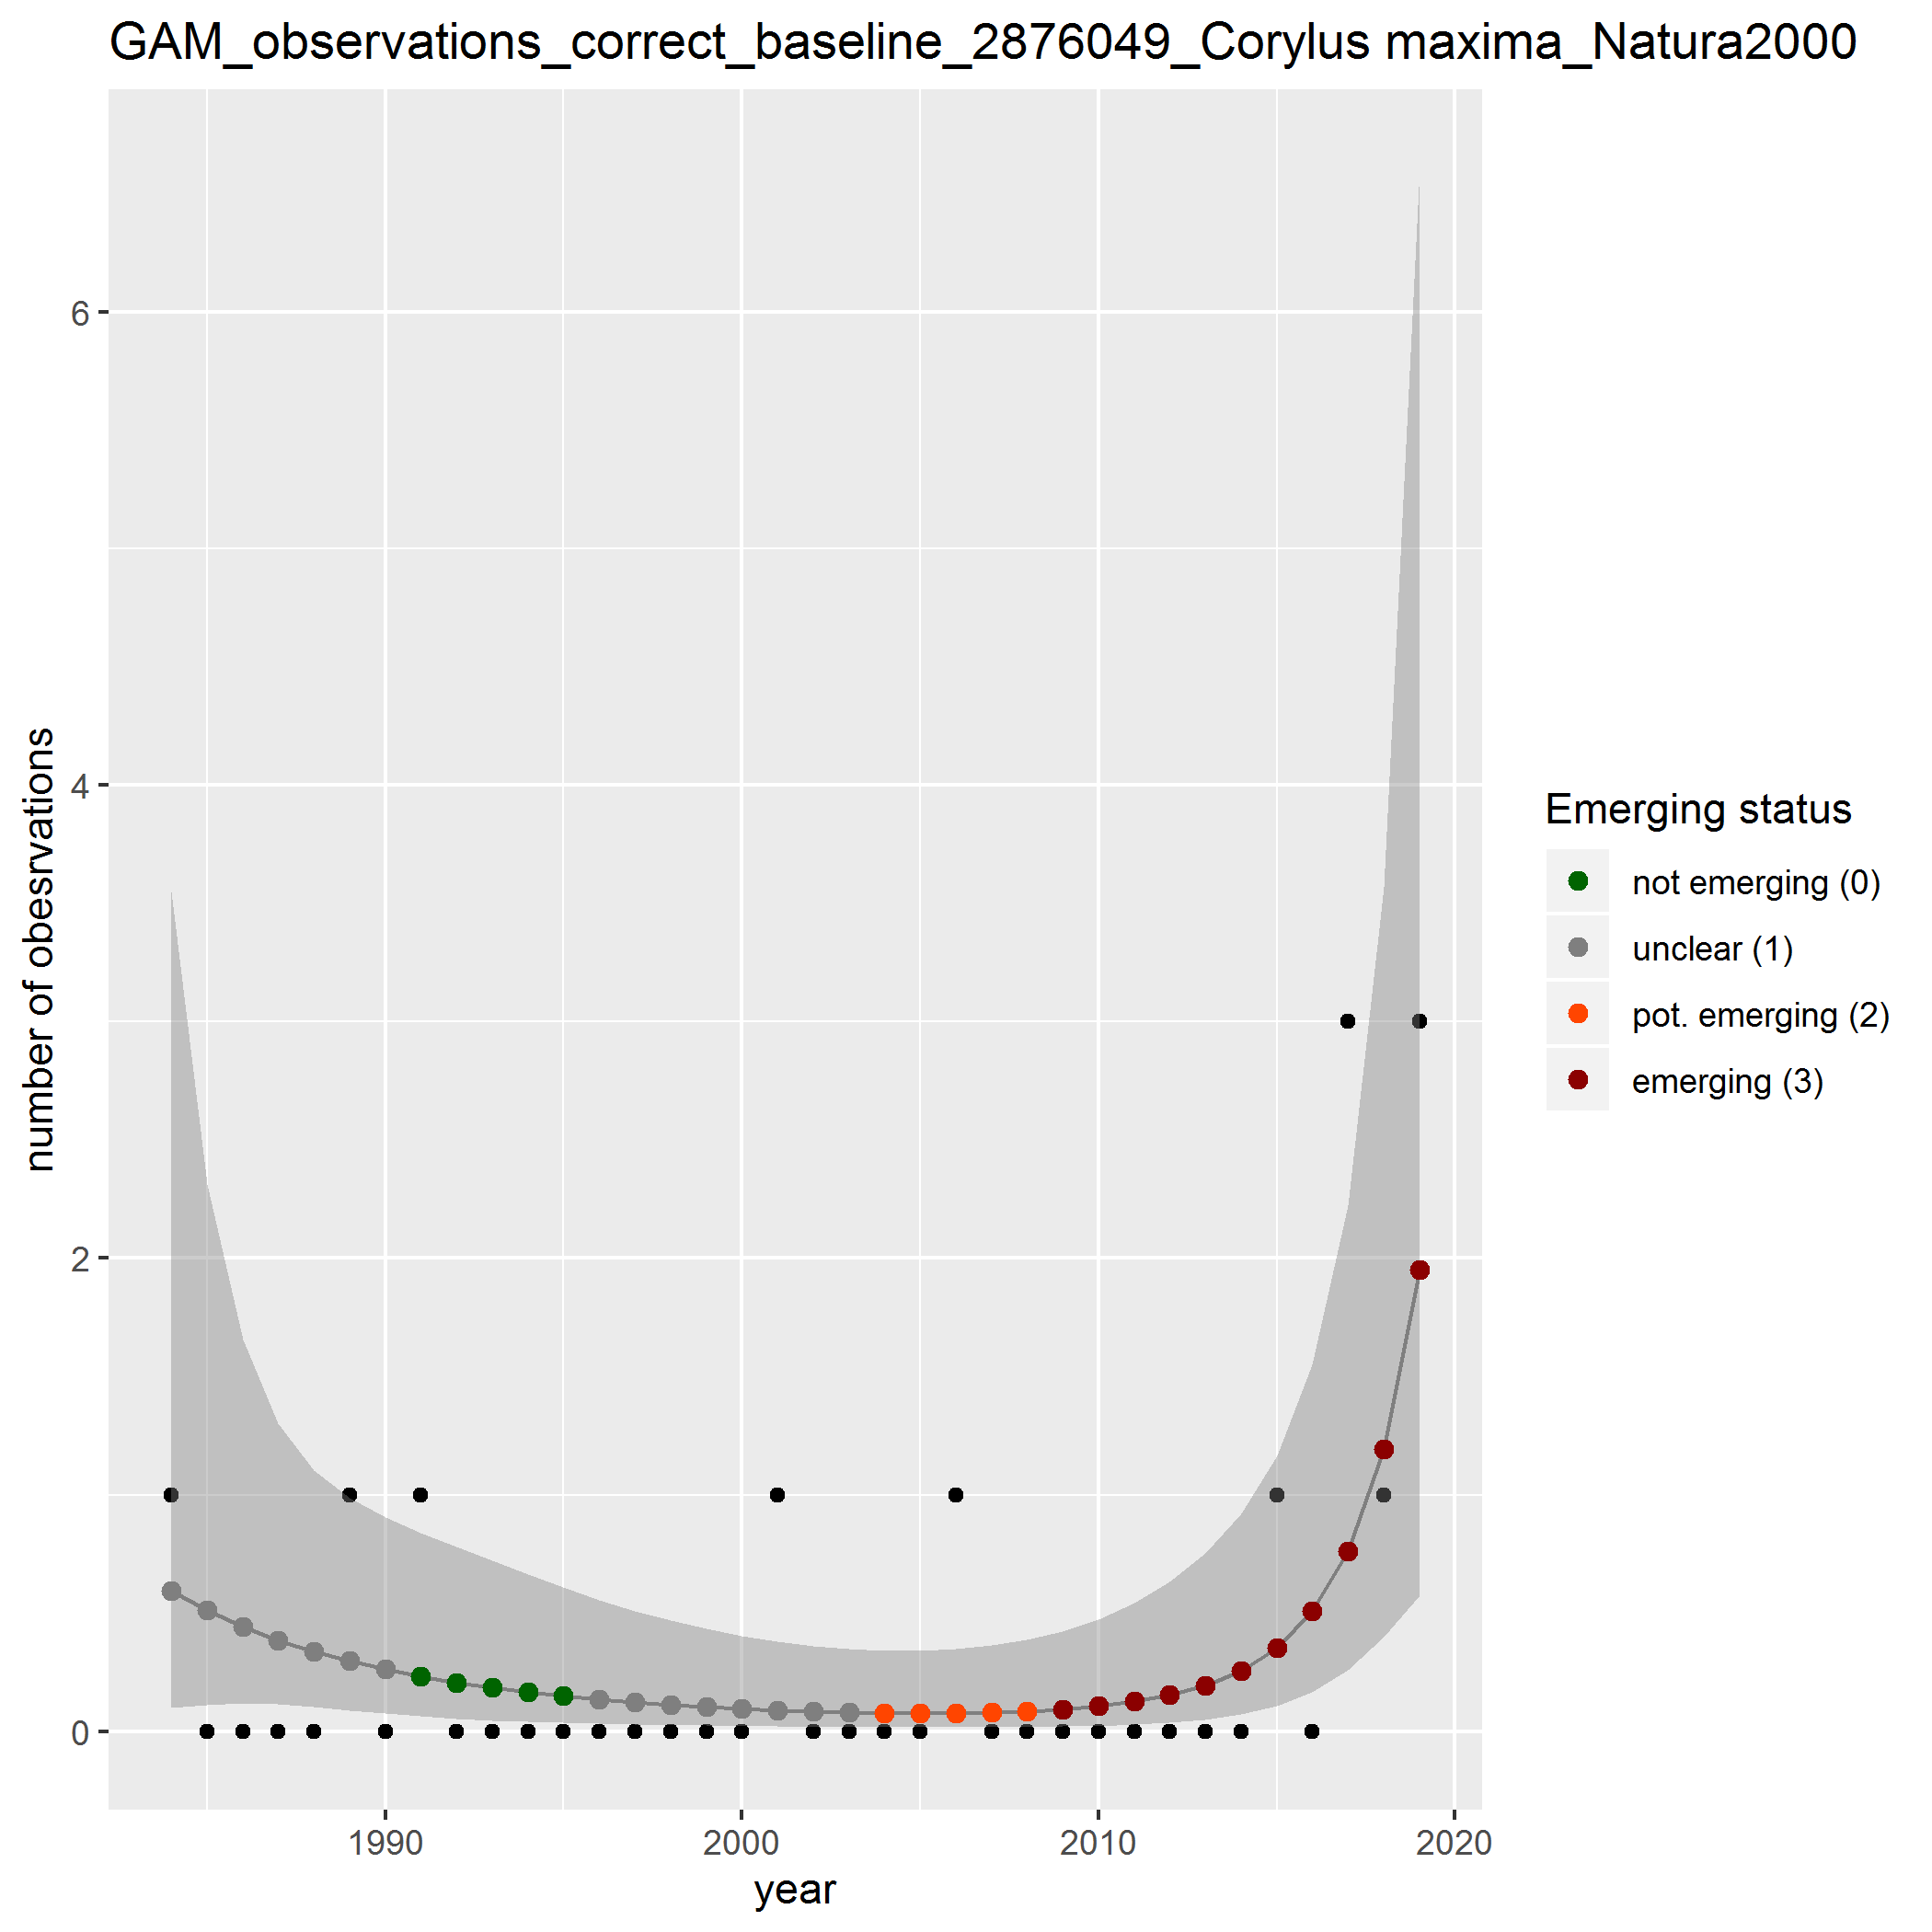 GAM_observations_correct_baseline_2876049_Corylus maxima_Natura2000
number of obesrvations
6
4
2
0
1990
2000
2010
2020
year
Emerging status
not emerging (0)
unclear (1)
pot. emerging (2)
emerging (3)